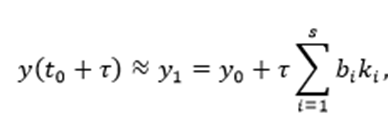 y(t₀ + τ) ≈ y₁ = y₀ + τ ∑ᵢ₌₁ˢ bᵢkᵢ,